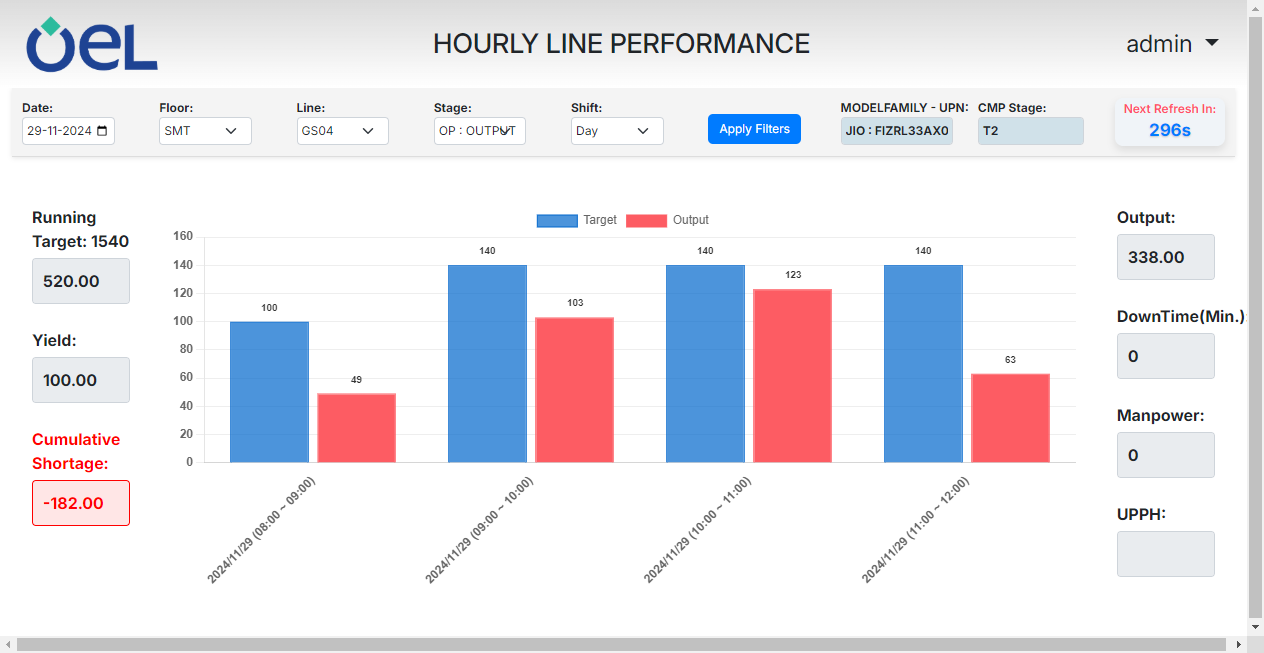 oeL
HOURLY LINE PERFORMANCE
admin
Date:
Floor:
Line:
Stage:
Shift:
MODELFAMILY - UPN:
CMP Stage:
Next Refresh In:
29-11-2024
SMT
GS04
OP : OUTPUT
Day
Apply Filters
JIO : FIZRL33AX0
T2
296s
Running
Target: 1540
520.00
Yield:
100.00
Cumulative
Shortage:
-182.00
Target
Output
160
140
120
100
80
60
40
20
0
100
49
140
103
140
123
140
63
2024/11/29 (08:00 ~ 09:00)
2024/11/29 (09:00 ~ 10:00)
2024/11/29 (10:00 ~ 11:00)
2024/11/29 (11:00 ~ 12:00)
Output:
338.00
DownTime(Min.):
0
Manpower:
0
UPPH: